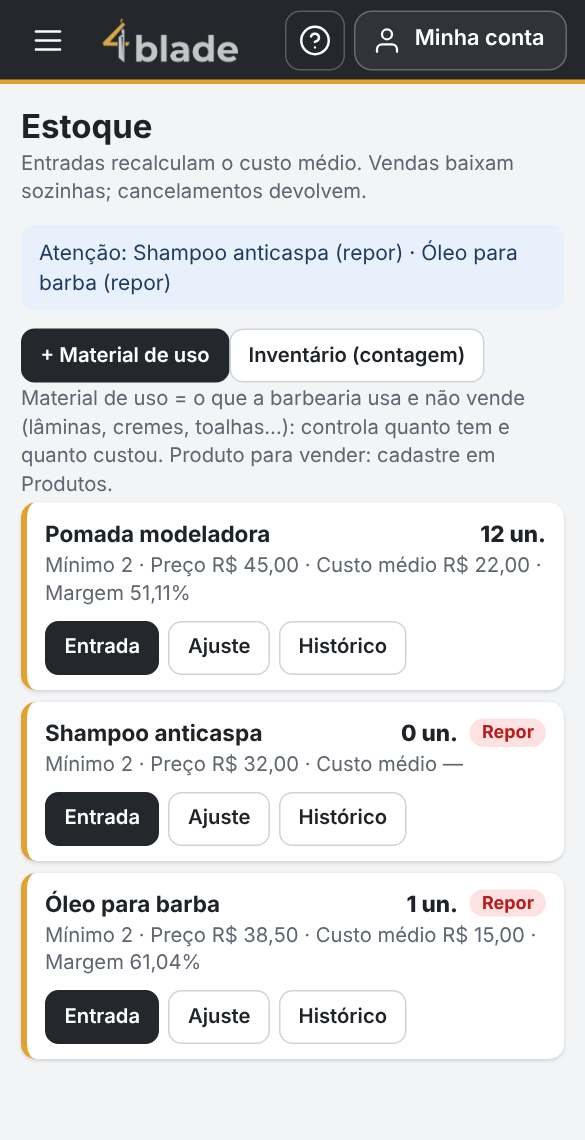 4blade
Minha conta
Estoque
Entradas recalculam o custo médio. Vendas baixam
sozinhas; cancelamentos devolvem.
Atenção: Shampoo anticaspa (repor) · Óleo para
barba (repor)
+ Material de uso
Inventário (contagem)
Material de uso = o que a barbearia usa e não vende
(lâminas, cremes, toalhas...): controla quanto tem e
quanto custou. Produto para vender: cadastre em
Produtos.
Pomada modeladora 12 un.
Mínimo 2 · Preço R$ 45,00 · Custo médio R$ 22,00 ·
Margem 51,11%
Entrada Ajuste Histórico
Shampoo anticaspa 0 un. Repor
Mínimo 2 · Preço R$ 32,00 · Custo médio —
Entrada Ajuste Histórico
Óleo para barba 1 un. Repor
Mínimo 2 · Preço R$ 38,50 · Custo médio R$ 15,00 ·
Margem 61,04%
Entrada Ajuste Histórico